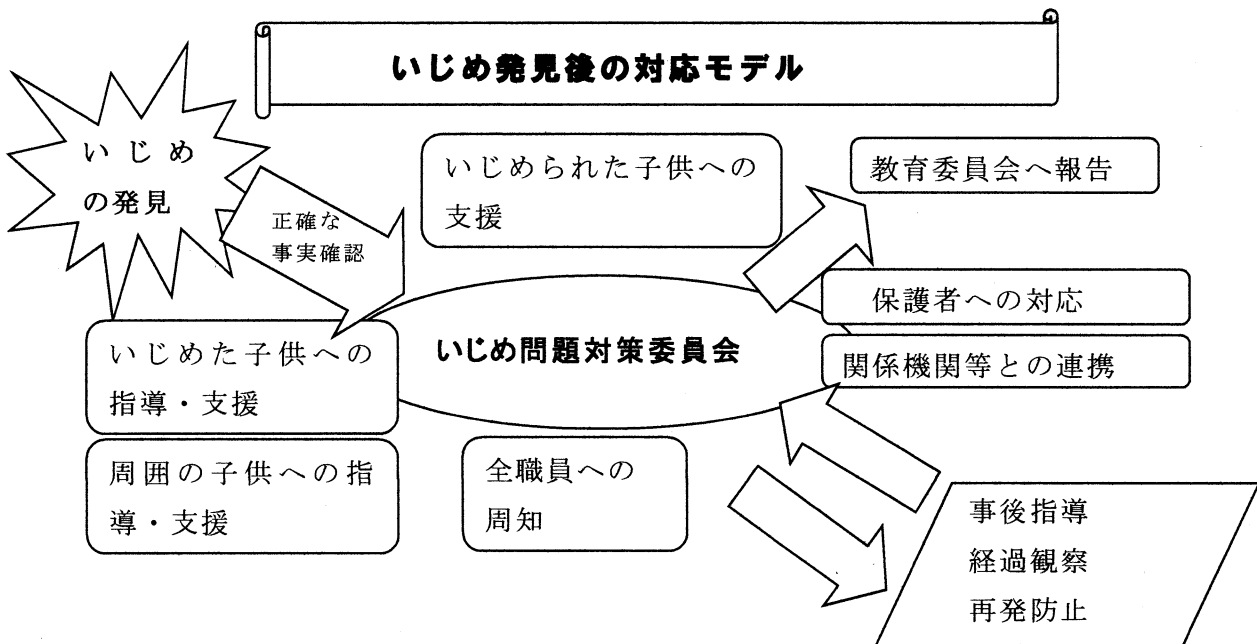 いじめ発見後の対応モデル
いじめ
の発見
正確な
事実確認
いじめられた子供への
支援
教育委員会へ報告
保護者への対応
関係機関等との連携
いじめ問題対策委員会
いじめた子供への
指導・支援
周囲の子供への指
導・支援
全職員への
周知
事後指導
経過観察
再発防止